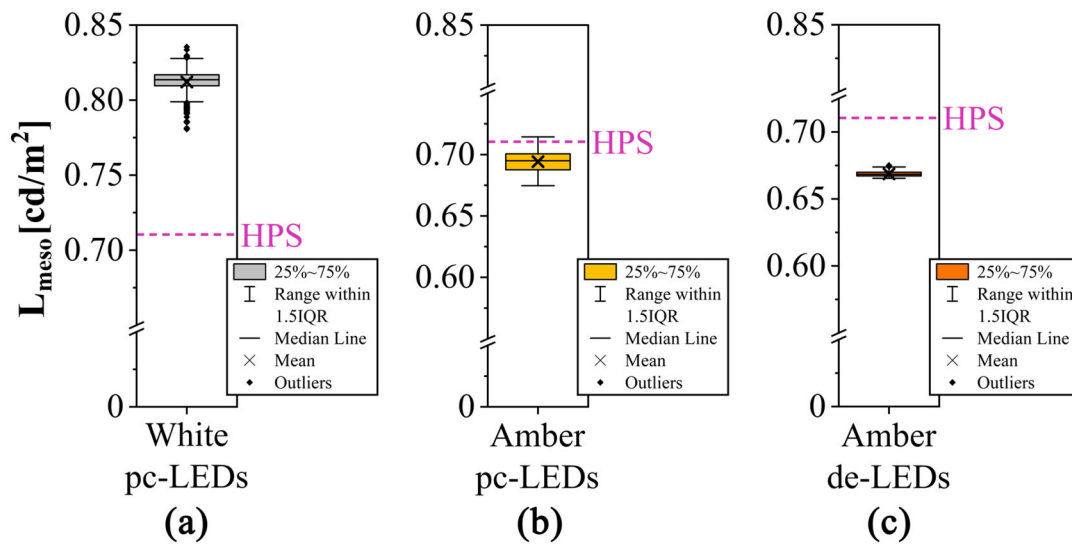 L_meso[cd/m²]
0.85
0.80
0.75
0.70
0
HPS
25%~75%
Range within
1.5IQR
Median Line
Mean
Outliers
White
pc-LEDs
(a)
0.85
0.70
0.65
0.60
0
HPS
25%~75%
Range within
1.5IQR
Median Line
Mean
Outliers
Amber
pc-LEDs
(b)
0.85
0.70
0.65
0.60
0
HPS
25%~75%
Range within
1.5IQR
Median Line
Mean
Outliers
Amber
de-LEDs
(c)